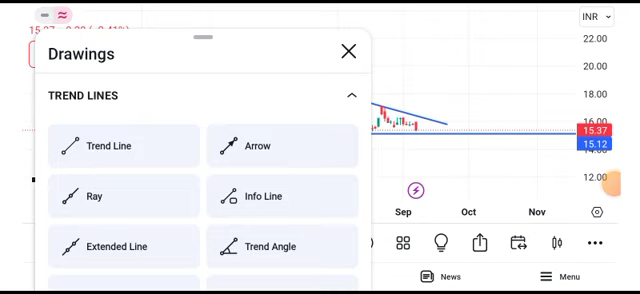 INR
Drawings
TREND LINES
Trend Line
Arrow
Ray
Info Line
Extended Line
Trend Angle
22.00
20.00
18.00
16.00
15.37
15.12
12.00
Sep
Oct
Nov
News
Menu